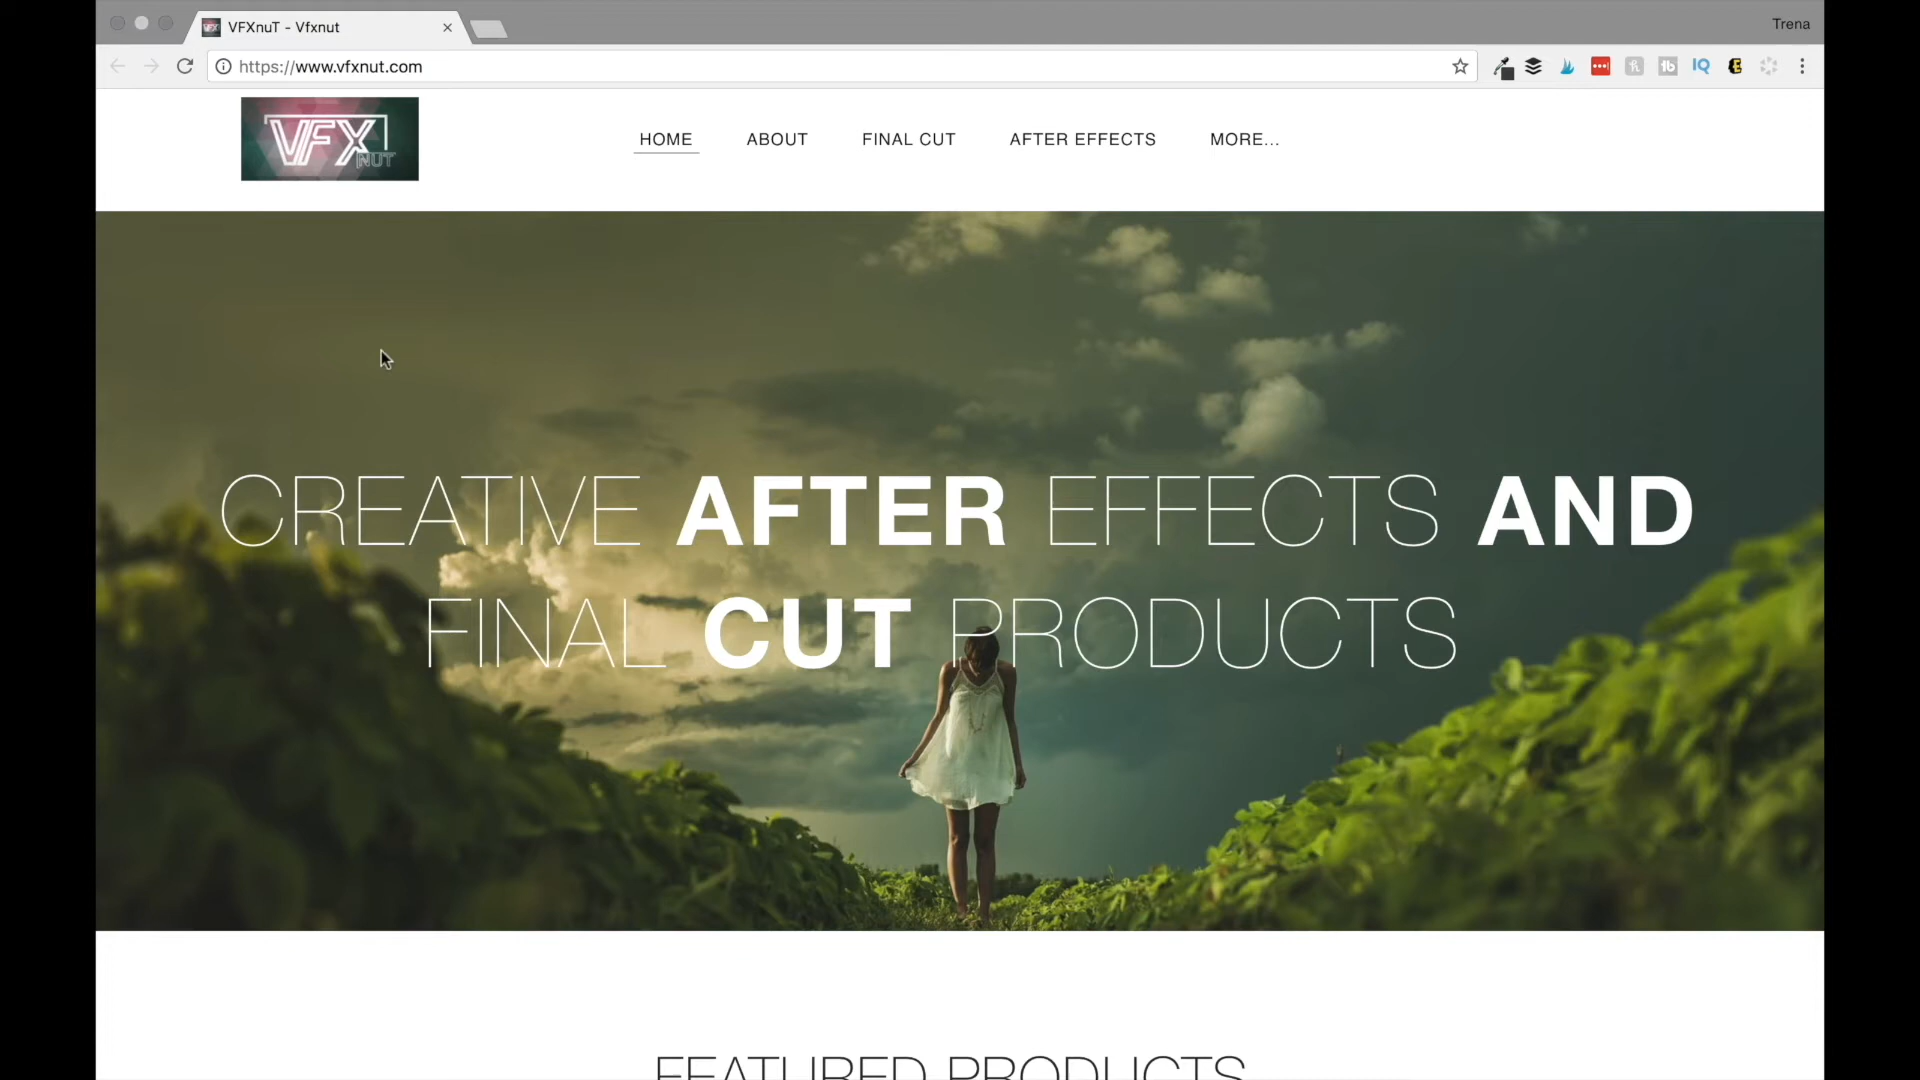 VFXnuT - Vfxnut
Trena
https://www.vfxnut.com
VFX
NUT
HOME
ABOUT
FINAL CUT
AFTER EFFECTS
MORE...
CREATIVE AFTER EFFECTS AND
FINAL CUT PRODUCTS
FEATURED PRODUCTS